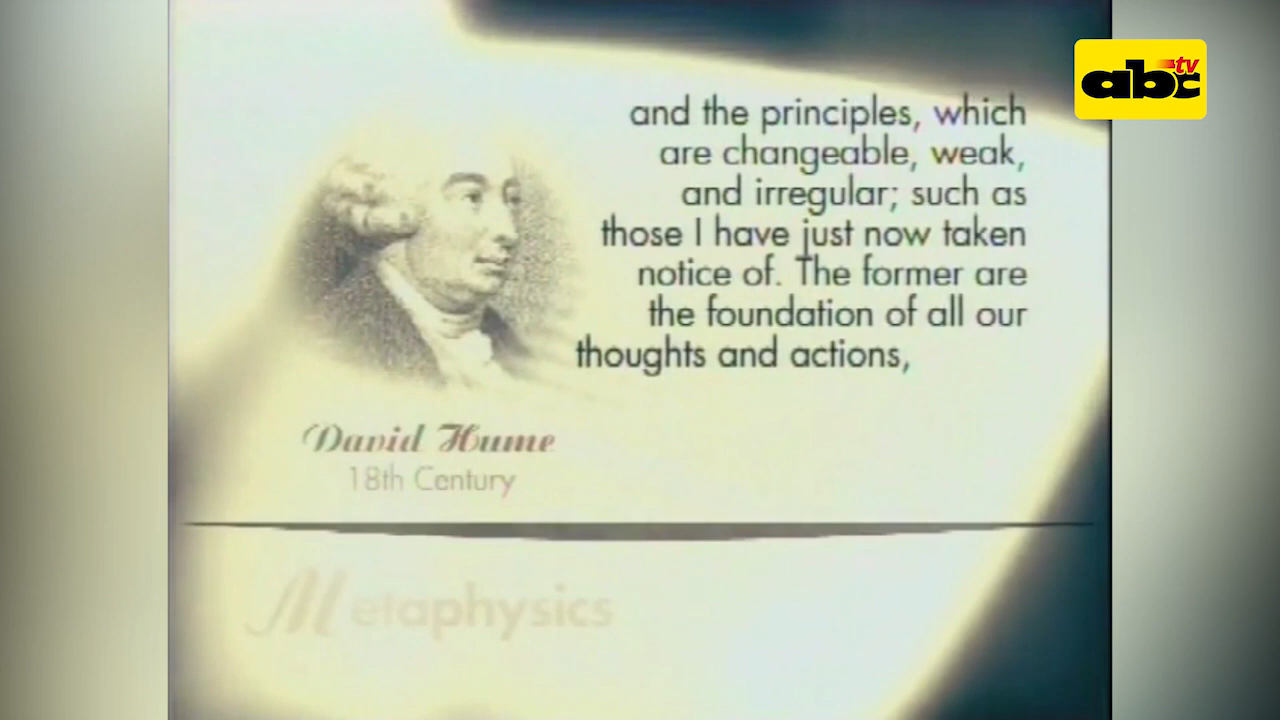 abc tv
and the principles, which
are changeable, weak,
and irregular; such as
those I have just now taken
notice of. The former are
the foundation of all our
thoughts and actions,
David Hume
18th Century
Metaphysics